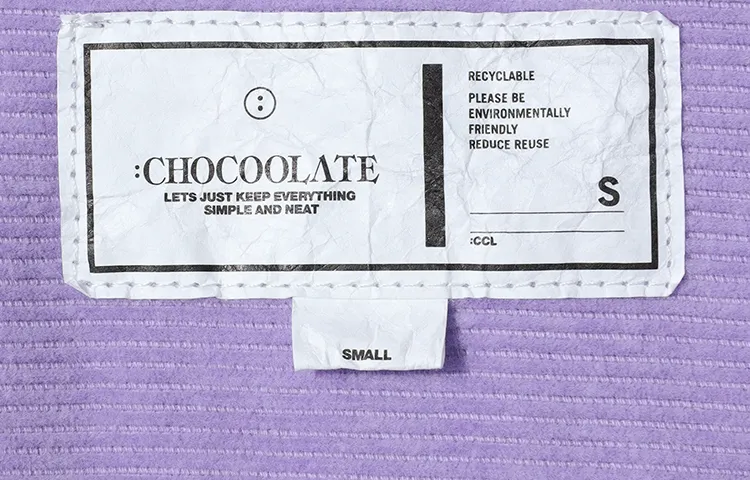 :CHOCOOLATE
LETS JUST KEEP EVERYTHING
SIMPLE AND NEAT
RECYCLABLE
PLEASE BE
ENVIRONMENTALLY
FRIENDLY
REDUCE REUSE
S
:CCL
SMALL